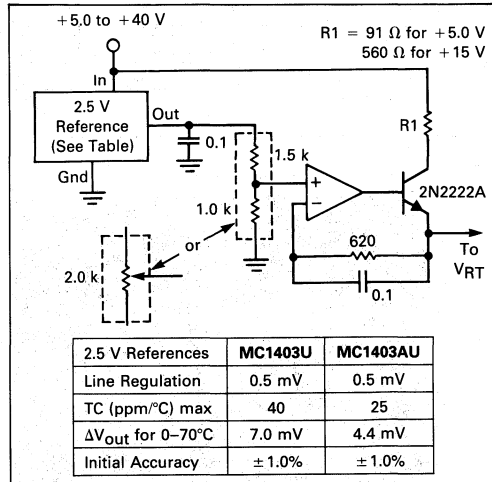 +5.0 to +40 V
R1 = 91 Ω for +5.0 V
560 Ω for +15 V
In
2.5 V
Reference
(See Table)
Out
Gnd
0.1
1.5 k
1.0 k
R1
+
−
2N2222A
or
2.0 k
620
0.1
To
VRT
2.5 V References MC1403U MC1403AU
Line Regulation 0.5 mV 0.5 mV
TC (ppm/°C) max 40 25
ΔVout for 0–70°C 7.0 mV 4.4 mV
Initial Accuracy ±1.0% ±1.0%